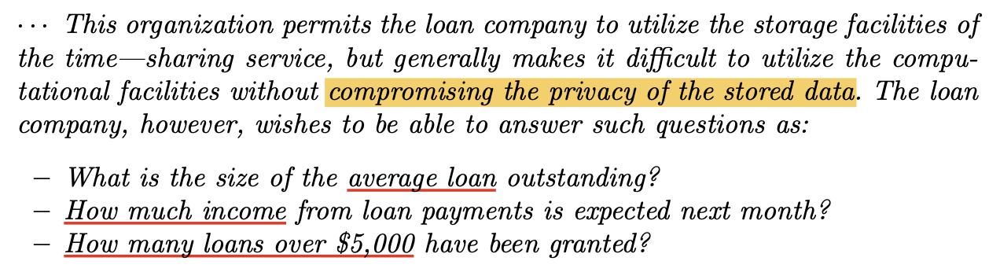 ··· This organization permits the loan company to utilize the storage facilities of
the time—sharing service, but generally makes it difficult to utilize the compu-
tational facilities without compromising the privacy of the stored data. The loan
company, however, wishes to be able to answer such questions as:
– What is the size of the average loan outstanding?
– How much income from loan payments is expected next month?
– How many loans over $5,000 have been granted?